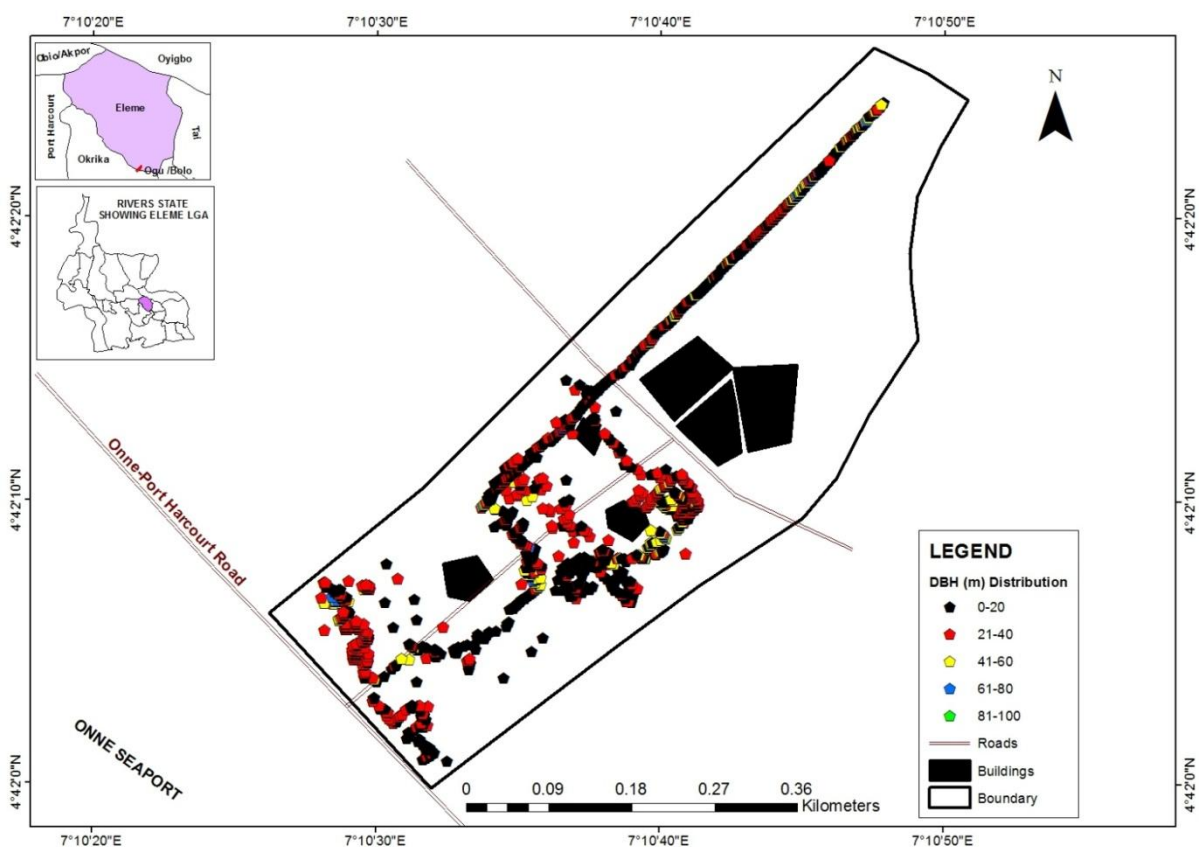 7°10'20"E
7°10'30"E
7°10'40"E
7°10'50"E
Obio/Akpor
Oyigbo
Eleme
Port Harcourt
Tai
Okrika
Ogu /Bolo
RIVERS STATE
SHOWING ELEME LGA
N
4°42'20"N
4°42'20"N
4°42'10"N
4°42'10"N
4°42'0"N
4°42'0"N
Onne-Port Harcourt Road
ONNE SEAPORT
LEGEND
DBH (m) Distribution
0-20
21-40
41-60
61-80
81-100
Roads
Buildings
Boundary
0 0.09 0.18 0.27 0.36
Kilometers
7°10'20"E
7°10'30"E
7°10'40"E
7°10'50"E